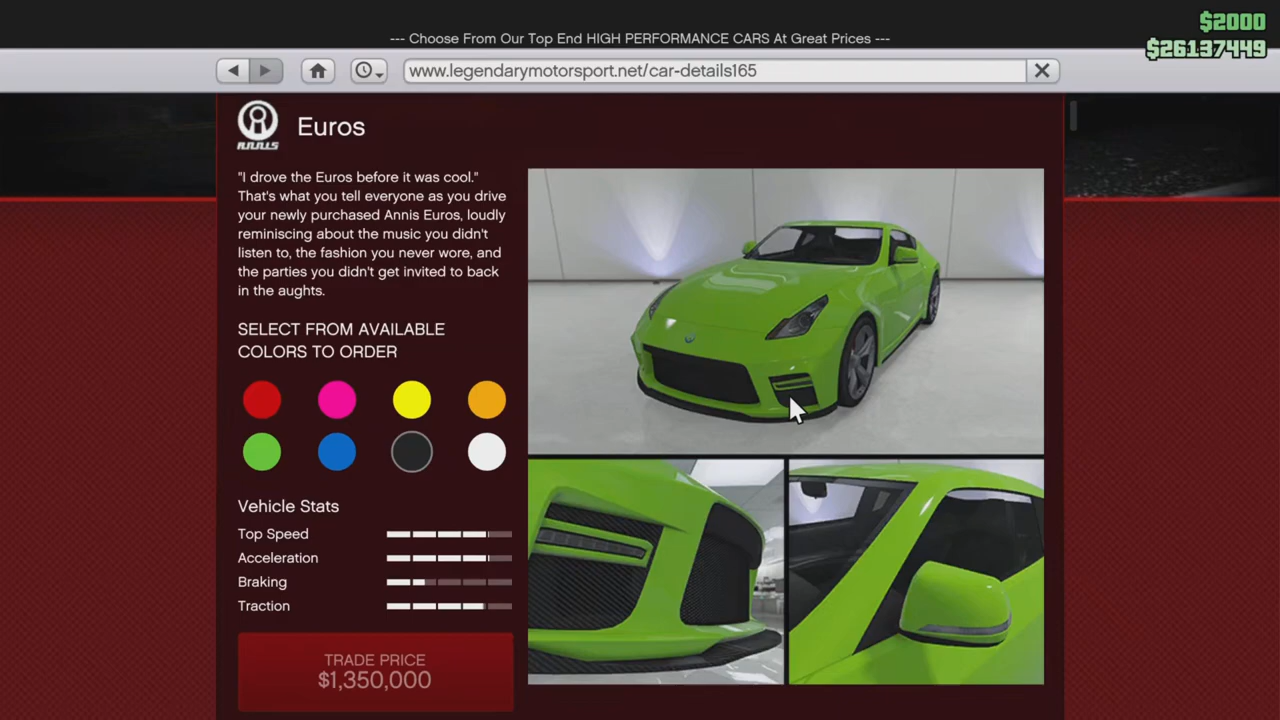 $2000
--- Choose From Our Top End HIGH PERFORMANCE CARS At Great Prices ---
$26137449
www.legendarymotorsport.net/car-details165
ANNIS
Euros
"I drove the Euros before it was cool."
That's what you tell everyone as you drive
your newly purchased Annis Euros, loudly
reminiscing about the music you didn't
listen to, the fashion you never wore, and
the parties you didn't get invited to back
in the aughts.
SELECT FROM AVAILABLE
COLORS TO ORDER
Vehicle Stats
Top Speed
Acceleration
Braking
Traction
TRADE PRICE
$1,350,000